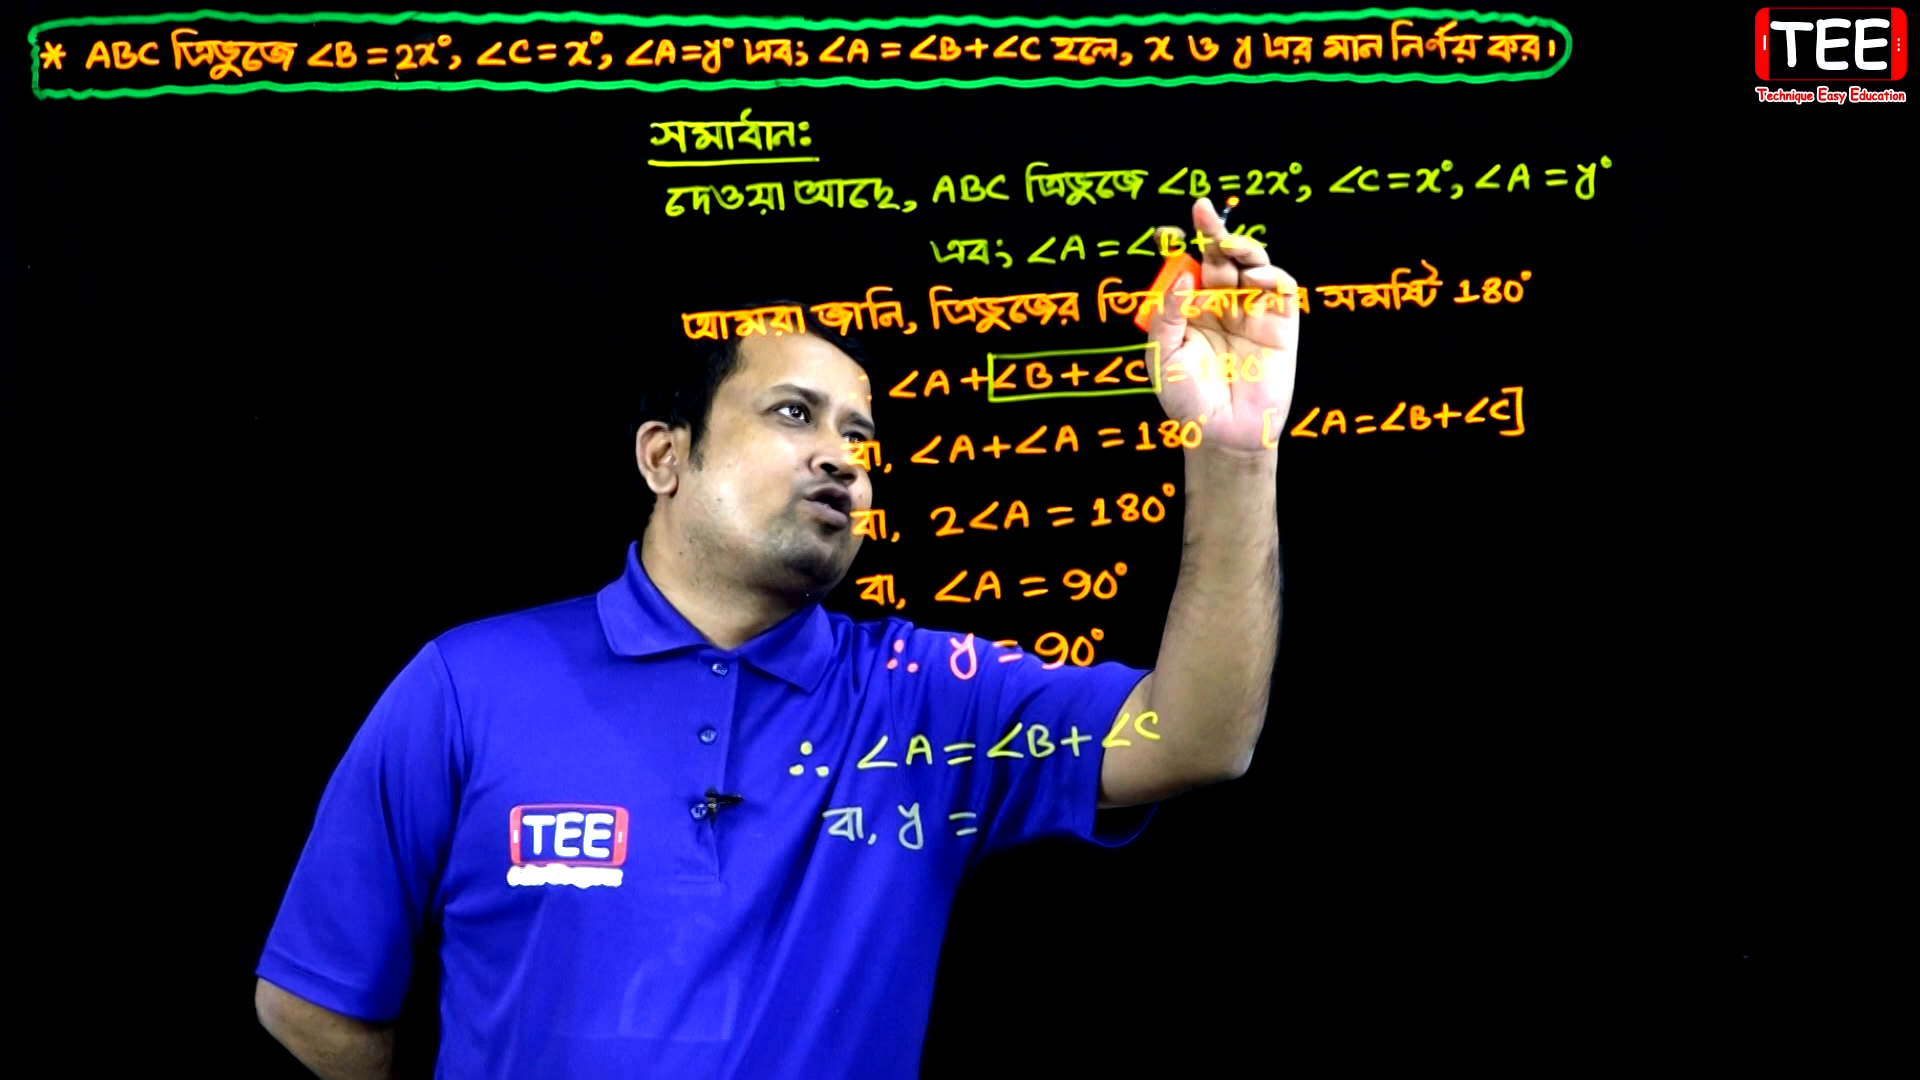 * ABC ত্রিভুজে ∠B = 2x°, ∠C = x°, ∠A = y° এবং ∠A = ∠B + ∠C হলে, x ও y এর মান নির্ণয় কর।
TEE
Technique Easy Education
সমাধান:
দেওয়া আছে, ABC ত্রিভুজে ∠B = 2x°, ∠C = x°, ∠A = y°
এবং ∠A = ∠B + ∠C
আমরা জানি, ত্রিভুজের তিন কোণের সমষ্টি 180°
∠A + ∠B + ∠C = 180°
বা, ∠A + ∠A = 180° [ ∠A = ∠B + ∠C ]
বা, 2∠A = 180°
বা, ∠A = 90°
∴ y = 90°
∴ ∠A = ∠B + ∠C
বা, y =
TEE